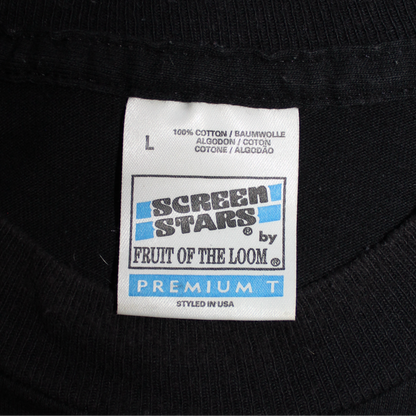 L
100% COTTON / BAUMWOLLE
ALGODON / COTON
COTONE / ALGODÃO
SCREEN
STARS® by
FRUIT OF THE LOOM®
PREMIUM T
STYLED IN USA